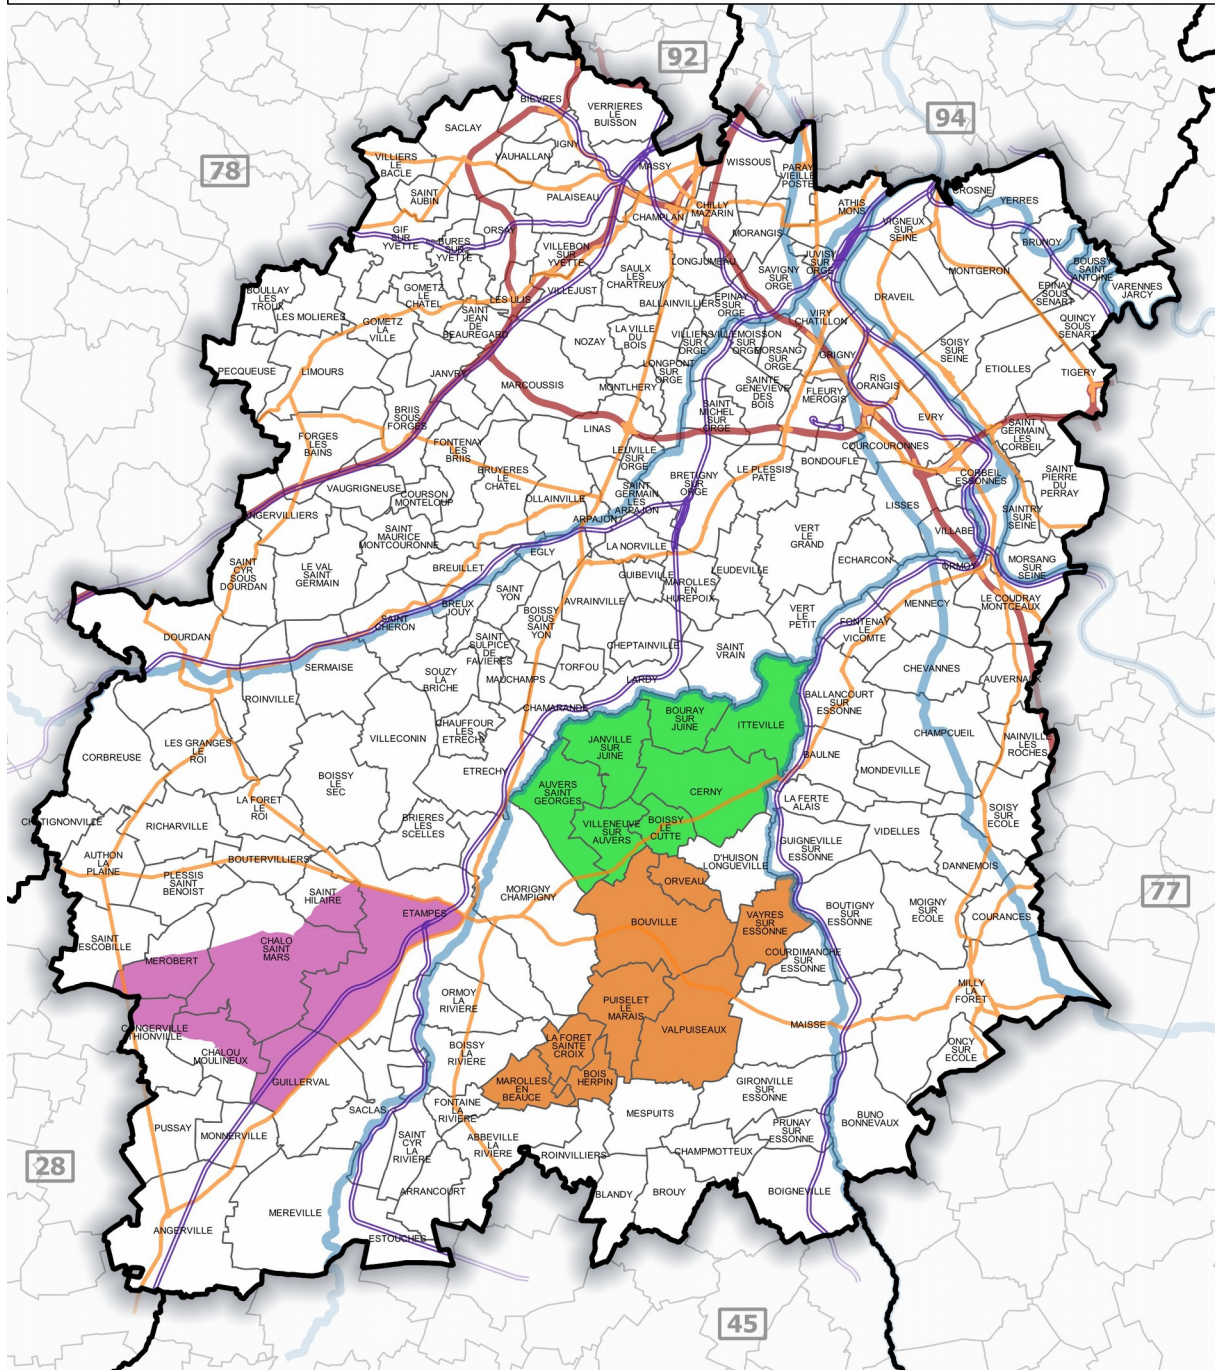 92
94
78
BIEVRES
VERRIERES
LE
BUISSON
SACLAY
IGNY
VAUHALLAN
VILLIERS
LE
BACLE
MASSY
WISSOUS
PARAY
VIEILLE
POSTE
SAINT
AUBIN
PALAISEAU
CROSNE
YERRES
CHILLY
MAZARIN
ATHIS
MONS
CHAMPLAN
GIF
SUR
YVETTE
ORSAY
VIGNEUX
SUR
SEINE
BURES
SUR
YVETTE
VILLEBON
SUR
YVETTE
MORANGIS
BRUNOY
JUVISY
SUR
ORGE
BOUSSY
SAINT
ANTOINE
LONGJUMEAU
SAULX
LES
CHARTREUX
SAVIGNY
SUR
ORGE
MONTGERON
EPINAY
SOUS
SENART
VARENNES
JARCY
BOULLAY
LES
TROUX
GOMETZ
LE
CHATEL
VILLEJUST
LES ULIS
BALLAINVILLIERS
EPINAY
SUR
ORGE
DRAVEIL
LES MOLIERES
GOMETZ
LA
VILLE
SAINT
JEAN
DE
BEAUREGARD
VIRY
CHATILLON
QUINCY
SOUS
SENART
LA VILLE
DU
BOIS
VILLIERS
SUR
ORGE
VILLEMOISSON
SUR
ORGE
NOZAY
MORSANG
SUR
ORGE
GRIGNY
SOISY
SUR
SEINE
PECQUEUSE
LIMOURS
JANVRY
MARCOUSSIS
MONTLHERY
LONGPONT
SUR
ORGE
SAINTE
GENEVIEVE
DES
BOIS
RIS
ORANGIS
ETIOLLES
TIGERY
FLEURY
MEROGIS
BRIIS
SOUS
FORGES
SAINT
MICHEL
SUR
ORGE
EVRY
FORGES
LES
BAINS
LINAS
SAINT
GERMAIN
LES
CORBEIL
FONTENAY
LES
BRIIS
COURCOURONNES
LEUVILLE
SUR
ORGE
BONDOUFLE
BRUYERES
LE
CHATEL
BRETIGNY
SUR
ORGE
LE PLESSIS
PATE
CORBEIL
ESSONNES
SAINT
PIERRE
DU
PERRAY
VAUGRIGNEUSE
COURSON
MONTELOUP
OLLAINVILLE
SAINT
GERMAIN
LES
ARPAJON
LISSES
ANGERVILLIERS
ARPAJON
SAINTRY
SUR
SEINE
SAINT
MAURICE
MONTCOURONNE
VERT
LE
GRAND
VILLABE
EGLY
LA NORVILLE
ECHARCON
SAINT
CYR
SOUS
DOURDAN
LE VAL
SAINT
GERMAIN
BREUILLET
GUIBEVILLE
LEUDEVILLE
ORMOY
MORSANG
SUR
SEINE
MAROLLES
EN
HUREPOIX
SAINT
YON
AVRAINVILLE
BREUX
JOUY
MENNECY
LE COUDRAY
MONTCEAUX
BOISSY
SOUS
SAINT
YON
VERT
LE
PETIT
SAINT
CHERON
FONTENAY
LE
VICOMTE
DOURDAN
CHEPTAINVILLE
SAINT
VRAIN
SAINT
SULPICE
DE
FAVIERES
SERMAISE
SOUZY
LA
BRICHE
TORFOU
CHEVANNES
MAUCHAMPS
LARDY
AUVERNAUX
ROINVILLE
BALLANCOURT
SUR
ESSONNE
CHAMARANDE
BOURAY
SUR
JUINE
ITTEVILLE
CHAUFFOUR
LES
ETRECHY
VILLECONIN
CHAMPCUEIL
NAINVILLE
LES
ROCHES
LES GRANGES
LE
ROI
JANVILLE
SUR
JUINE
CORBREUSE
BAULNE
ETRECHY
MONDEVILLE
BOISSY
LE
SEC
AUVERS
SAINT
GEORGES
CERNY
LA FORET
LE
ROI
LA FERTE
ALAIS
SOISY
SUR
ECOLE
CHATIGNONVILLE
RICHARVILLE
BRIERES
LES
SCELLES
VILLENEUVE
SUR
AUVERS
BOISSY
LE
CUTTE
VIDELLES
GUIGNEVILLE
SUR
ESSONNE
AUTHON
LA
PLAINE
BOUTERVILLIERS
D'HUISON
LONGUEVILLE
DANNEMOIS
PLESSIS
SAINT
BENOIST
ORVEAU
77
SAINT
HILAIRE
MORIGNY
CHAMPIGNY
MOIGNY
SUR
ECOLE
BOUTIGNY
SUR
ESSONNE
ETAMPES
BOUVILLE
VAYRES
SUR
ESSONNE
COURANCES
SAINT
ESCOBILLE
CHALO
SAINT
MARS
MEROBERT
COURDIMANCHE
SUR
ESSONNE
ORMOY
LA
RIVIERE
MILLY
LA
FORET
PUISELET
LE
MARAIS
CONGERVILLE
THIONVILLE
VALPUISEAUX
MAISSE
LA FORET
SAINTE
CROIX
BOISSY
LA
RIVIERE
ONCY
SUR
ECOLE
CHALOU
MOULINEUX
BOIS
HERPIN
GUILLERVAL
MAROLLES
EN
BEAUCE
GIRONVILLE
SUR
ESSONNE
SACLAS
FONTAINE
LA
RIVIERE
MESPUITS
BUNO
BONNEVAUX
PUSSAY
MONNERVILLE
PRUNAY
SUR
ESSONNE
SAINT
CYR
LA
RIVIERE
ABBEVILLE
LA
RIVIERE
ROINVILLIERS
CHAMPMOTTEUX
28
ARRANCOURT
BLANDY
BROUY
BOIGNEVILLE
MEREVILLE
ANGERVILLE
ESTOUCHES
45